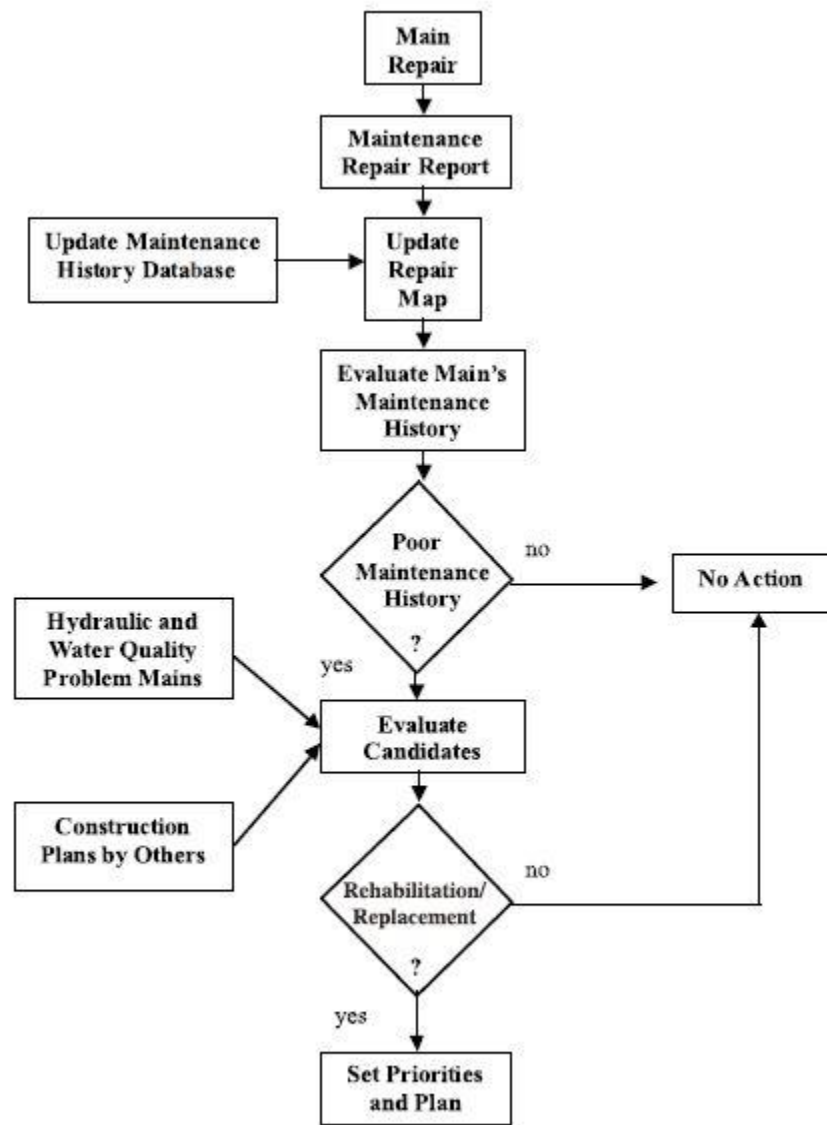 Main
Repair
Maintenance
Repair Report
Update Maintenance
History Database
Update
Repair
Map
Evaluate Main's
Maintenance
History
Poor
Maintenance
History
?
no
No Action
yes
Hydraulic and
Water Quality
Problem Mains
Evaluate
Candidates
Construction
Plans by Others
Rehabilitation/
Replacement
?
no
yes
Set Priorities
and Plan